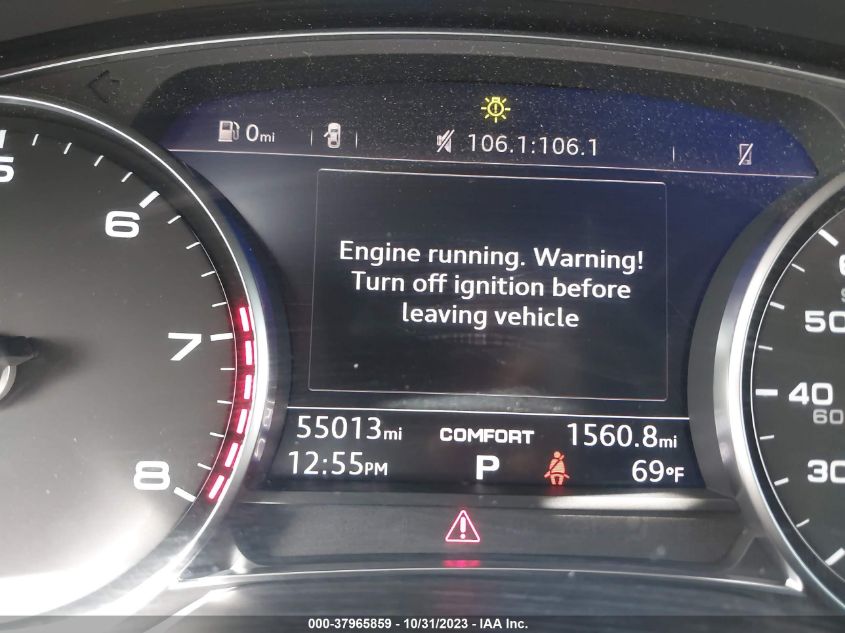 0mi
106.1:106.1
5
6
7
8
Engine running. Warning!
Turn off ignition before
leaving vehicle
55013mi COMFORT 1560.8mi
12:55PM P 69°F
50
40
60
30
000-37965859 - 10/31/2023 - IAA Inc.